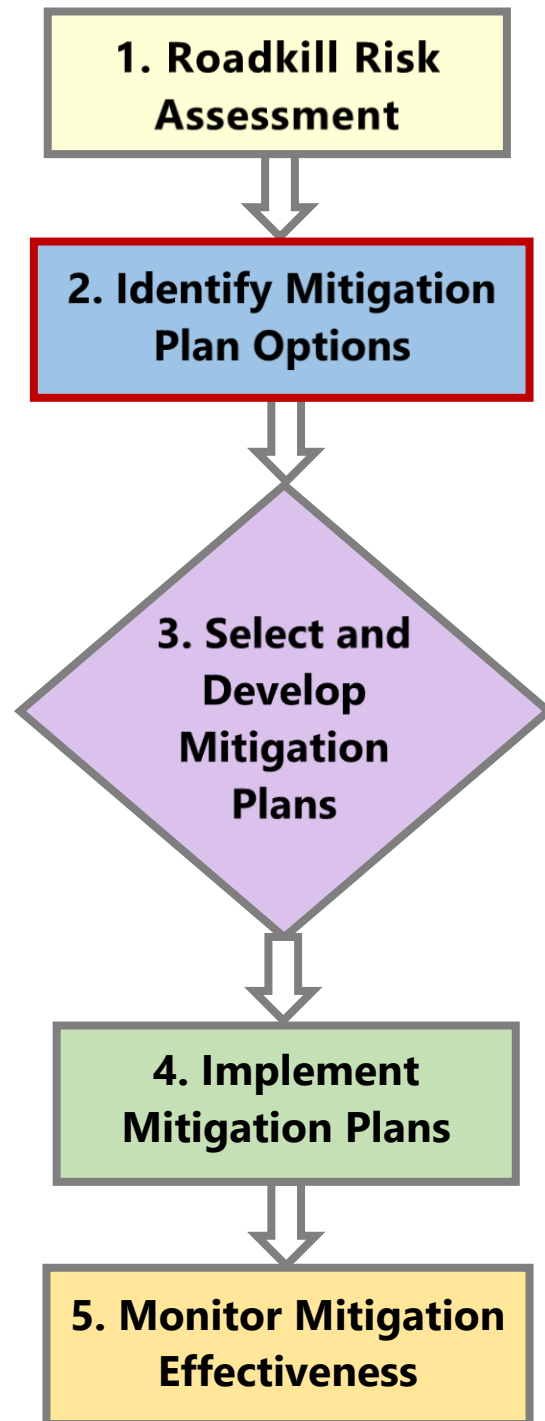 1. Roadkill Risk
Assessment
2. Identify Mitigation
Plan Options
3. Select and
Develop
Mitigation
Plans
4. Implement
Mitigation Plans
5. Monitor Mitigation
Effectiveness